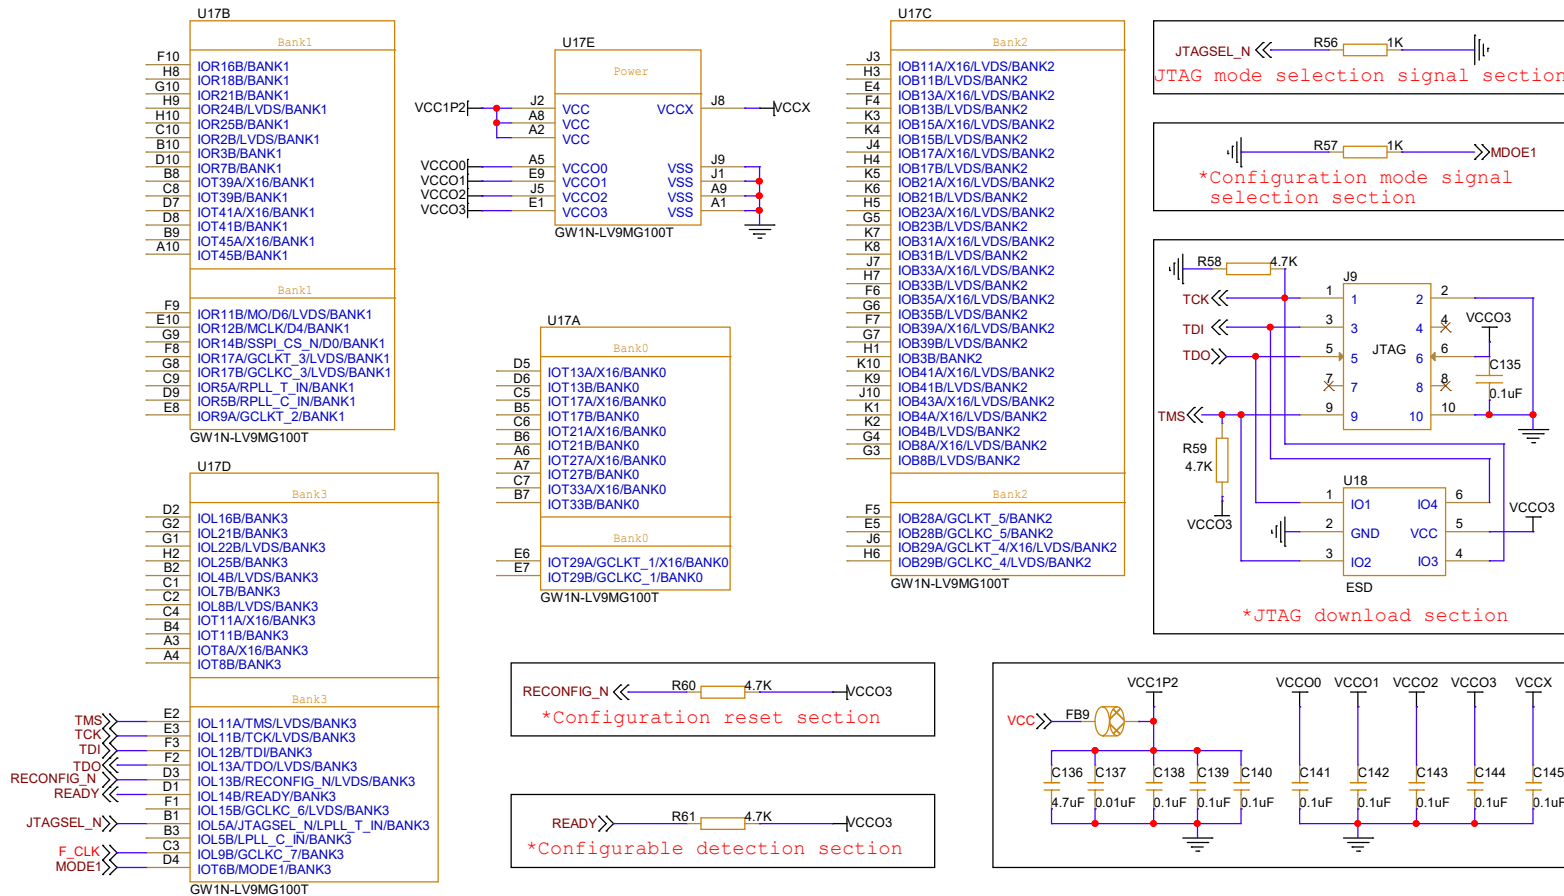 U17B
Bank1
F10 IOR16B/BANK1
H8 IOR18B/BANK1
G10 IOR21B/BANK1
H9 IOR24B/LVDS/BANK1
H10 IOR25B/BANK1
C10 IOR2B/LVDS/BANK1
B10 IOR3B/BANK1
D10 IOR7B/BANK1
B8 IOT39A/X16/BANK1
C8 IOT39B/BANK1
D7 IOT41A/X16/BANK1
D8 IOT41B/BANK1
B9 IOT45A/X16/BANK1
A10 IOT45B/BANK1
Bank1
F9 IOR11B/MO/D6/LVDS/BANK1
E10 IOR12B/MCLK/D4/BANK1
G9 IOR14B/SSPI_CS_N/D0/BANK1
F8 IOR17A/GCLKT_3/LVDS/BANK1
G8 IOR17B/GCLKC_3/LVDS/BANK1
C9 IOR5A/RPLL_T_IN/BANK1
D9 IOR5B/RPLL_C_IN/BANK1
E8 IOR9A/GCLKT_2/BANK1
GW1N-LV9MG100T
U17D
Bank3
D2 IOL16B/BANK3
G2 IOL21B/BANK3
G1 IOL22B/LVDS/BANK3
H2 IOL25B/BANK3
B2 IOL4B/LVDS/BANK3
C1 IOL7B/BANK3
C2 IOL8B/LVDS/BANK3
C4 IOT11A/X16/BANK3
B4 IOT11B/BANK3
A3 IOT8A/X16/BANK3
A4 IOT8B/BANK3
Bank3
TMS E2 IOL11A/TMS/LVDS/BANK3
TCK E3 IOL11B/TCK/LVDS/BANK3
TDI F3 IOL12B/TDI/BANK3
TDO F2 IOL13A/TDO/LVDS/BANK3
RECONFIG_N D3 IOL13B/RECONFIG_N/LVDS/BANK3
READY D1 IOL14B/READY/BANK3
F1 IOL15B/GCLKC_6/LVDS/BANK3
JTAGSEL_N B1 IOL5A/JTAGSEL_N/LPLL_T_IN/BANK3
B3 IOL5B/LPLL_C_IN/BANK3
F_CLK C3 IOL9B/GCLKC_7/BANK3
MODE1 D4 IOT6B/MODE1/BANK3
GW1N-LV9MG100T
U17E
Power
VCC1P2 J2 VCC VCCX J8 VCCX
A8 VCC
A2 VCC
VCCO0 A5 VCCO0 VSS J9
VCCO1 E9 VCCO1 VSS J1
VCCO2 J5 VCCO2 VSS A9
VCCO3 E1 VCCO3 VSS A1
GW1N-LV9MG100T
U17A
Bank0
D5 IOT13A/X16/BANK0
D6 IOT13B/BANK0
C5 IOT17A/X16/BANK0
B5 IOT17B/BANK0
C6 IOT21A/X16/BANK0
B6 IOT21B/BANK0
A6 IOT27A/X16/BANK0
A7 IOT27B/BANK0
C7 IOT33A/X16/BANK0
B7 IOT33B/BANK0
Bank0
E6 IOT29A/GCLKT_1/X16/BANK0
E7 IOT29B/GCLKC_1/BANK0
GW1N-LV9MG100T
U17C
Bank2
J3 IOB11A/X16/LVDS/BANK2
H3 IOB11B/LVDS/BANK2
E4 IOB13A/X16/LVDS/BANK2
F4 IOB13B/LVDS/BANK2
K3 IOB15A/X16/LVDS/BANK2
K4 IOB15B/LVDS/BANK2
J4 IOB17A/X16/LVDS/BANK2
H4 IOB17B/LVDS/BANK2
K5 IOB21A/X16/LVDS/BANK2
K6 IOB21B/LVDS/BANK2
H5 IOB23A/X16/LVDS/BANK2
G5 IOB23B/LVDS/BANK2
K7 IOB31A/X16/LVDS/BANK2
K8 IOB31B/LVDS/BANK2
J7 IOB33A/X16/LVDS/BANK2
H7 IOB33B/LVDS/BANK2
F6 IOB35A/X16/LVDS/BANK2
G6 IOB35B/LVDS/BANK2
F7 IOB39A/X16/LVDS/BANK2
G7 IOB39B/LVDS/BANK2
H1 IOB3B/BANK2
K10 IOB41A/X16/LVDS/BANK2
K9 IOB41B/LVDS/BANK2
J10 IOB43A/X16/LVDS/BANK2
K1 IOB4A/X16/LVDS/BANK2
K2 IOB4B/LVDS/BANK2
G4 IOB8A/X16/LVDS/BANK2
G3 IOB8B/LVDS/BANK2
Bank2
F5 IOB28A/GCLKT_5/BANK2
E5 IOB28B/GCLKC_5/BANK2
J6 IOB29A/GCLKT_4/X16/LVDS/BANK2
H6 IOB29B/GCLKC_4/LVDS/BANK2
GW1N-LV9MG100T
JTAGSEL_N R56 1K
JTAG mode selection signal section
R57 1K MDOE1
*Configuration mode signal
selection section
R58 4.7K
J9
TCK 1 1 2 2
TDI 3 3 4 4 VCCO3
TDO 5 5 JTAG 6 6
7 7 8 8 C135
0.1uF
TMS 9 9 10 10
R59
4.7K
VCCO3
U18
1 IO1 IO4 6
2 GND VCC 5 VCCO3
3 IO2 IO3 4
ESD
*JTAG download section
RECONFIG_N R60 4.7K VCCO3
*Configuration reset section
READY R61 4.7K VCCO3
*Configurable detection section
VCC1P2 VCCO0 VCCO1 VCCO2 VCCO3 VCCX
VCC FB9
C136 C137 C138 C139 C140 C141 C142 C143 C144 C145
4.7uF 0.01uF 0.1uF 0.1uF 0.1uF 0.1uF 0.1uF 0.1uF 0.1uF 0.1uF